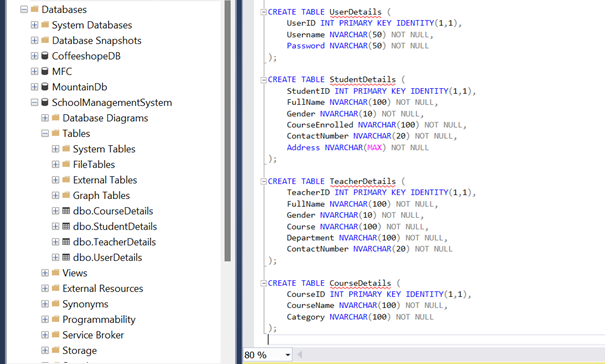 Databases
System Databases
Database Snapshots
CoffeeshopeDB
MFC
MountainDb
SchoolManagementSystem
Database Diagrams
Tables
System Tables
FileTables
External Tables
Graph Tables
dbo.CourseDetails
dbo.StudentDetails
dbo.TeacherDetails
dbo.UserDetails
Views
External Resources
Synonyms
Programmability
Service Broker
Storage
CREATE TABLE UserDetails (
UserID INT PRIMARY KEY IDENTITY(1,1),
Username NVARCHAR(50) NOT NULL,
Password NVARCHAR(50) NOT NULL
);
CREATE TABLE StudentDetails (
StudentID INT PRIMARY KEY IDENTITY(1,1),
FullName NVARCHAR(100) NOT NULL,
Gender NVARCHAR(10) NOT NULL,
CourseEnrolled NVARCHAR(100) NOT NULL,
ContactNumber NVARCHAR(20) NOT NULL,
Address NVARCHAR(MAX) NOT NULL
);
CREATE TABLE TeacherDetails (
TeacherID INT PRIMARY KEY IDENTITY(1,1),
FullName NVARCHAR(100) NOT NULL,
Gender NVARCHAR(10) NOT NULL,
Course NVARCHAR(100) NOT NULL,
Department NVARCHAR(100) NOT NULL,
ContactNumber NVARCHAR(20) NOT NULL
);
CREATE TABLE CourseDetails (
CourseID INT PRIMARY KEY IDENTITY(1,1),
CourseName NVARCHAR(100) NOT NULL,
Category NVARCHAR(100) NOT NULL
);
80 %